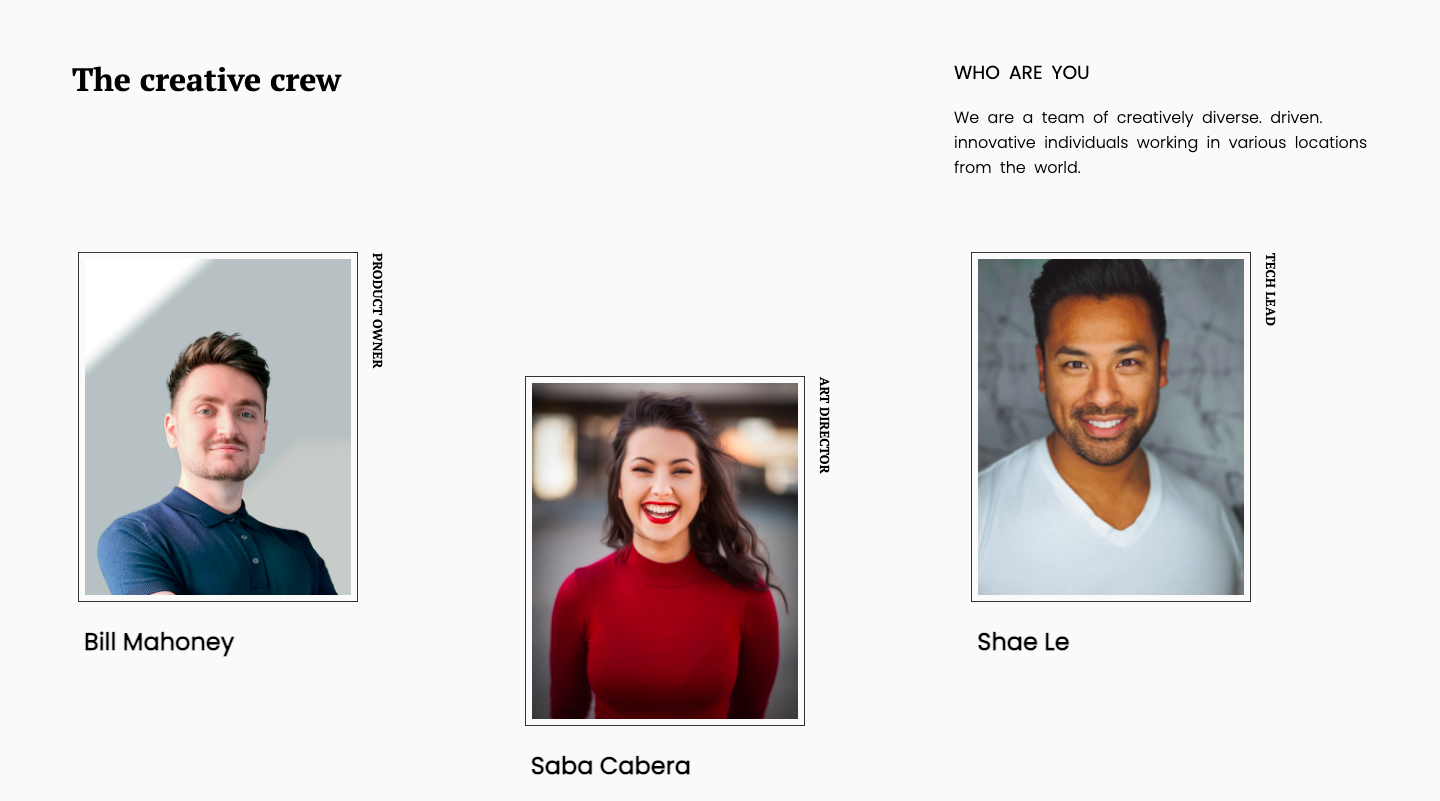 The creative crew
WHO ARE YOU
We are a team of creatively diverse. driven.
innovative individuals working in various locations
from the world.
PRODUCT OWNER
Bill Mahoney
ART DIRECTOR
Saba Cabera
TECH LEAD
Shae Le